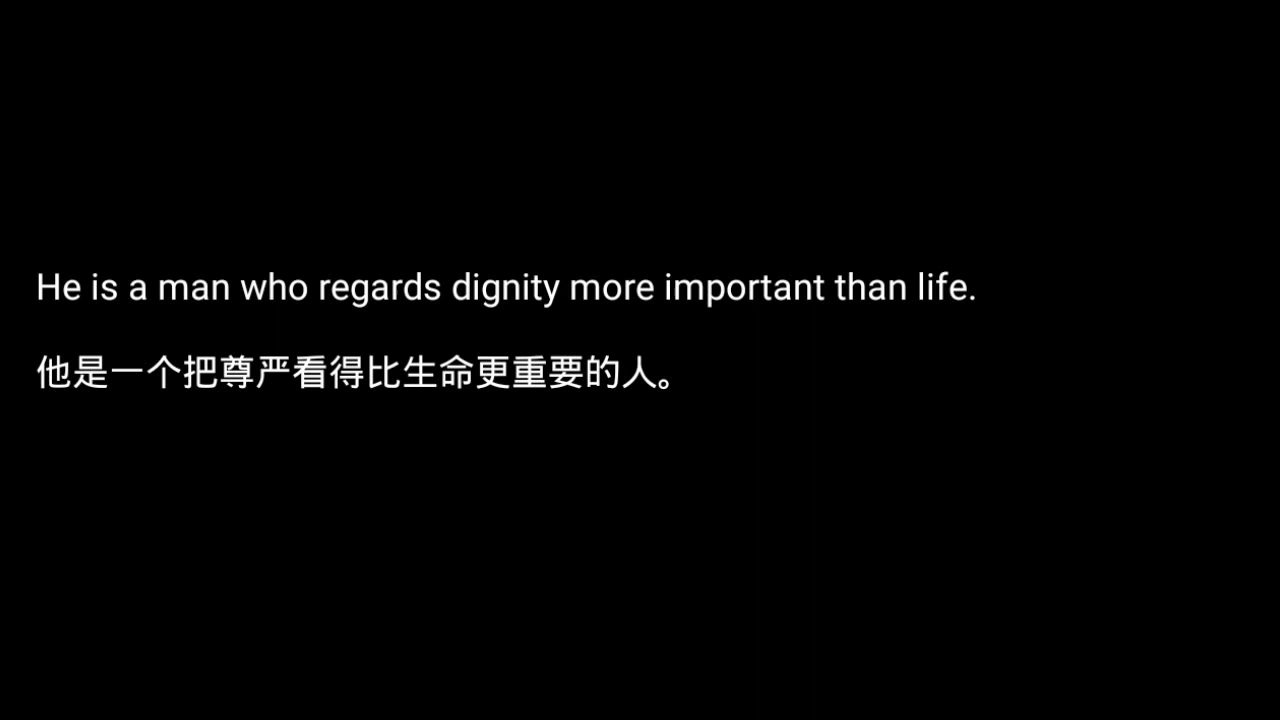 He is a man who regards dignity more important than life.
他是一个把尊严看得比生命更重要的人。